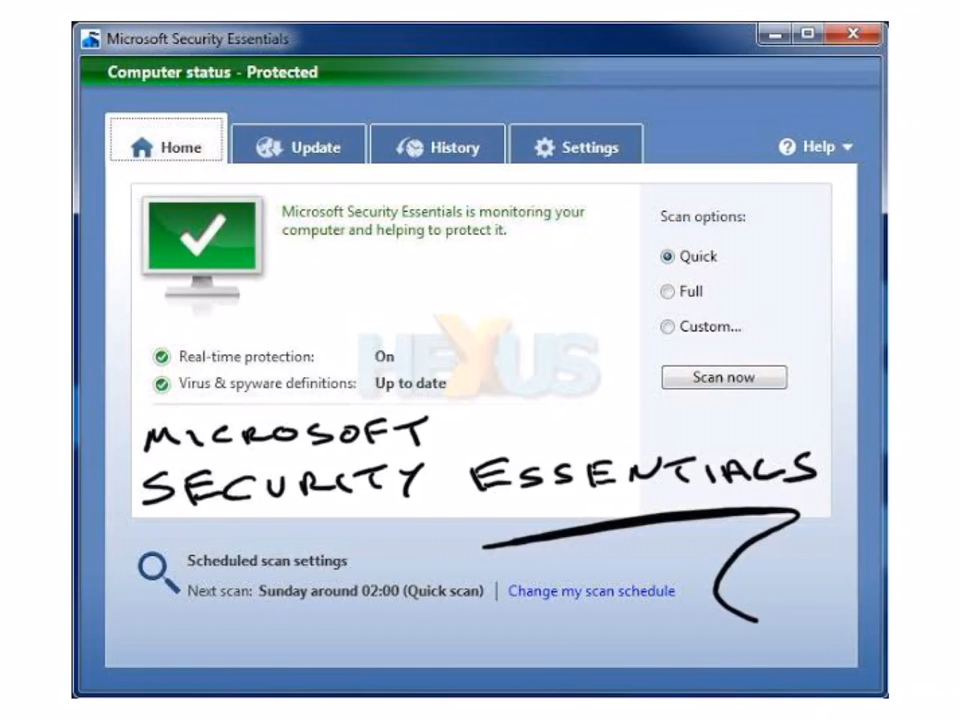 Microsoft Security Essentials
Computer status - Protected
Home
Update
History
Settings
Help
Microsoft Security Essentials is monitoring your
computer and helping to protect it.
Scan options:
Quick
Full
Custom...
HEXUS
Real-time protection: On
Virus & spyware definitions: Up to date
Scan now
MICROSOFT
SECURITY ESSENTIALS
Scheduled scan settings
Next scan: Sunday around 02:00 (Quick scan) | Change my scan schedule